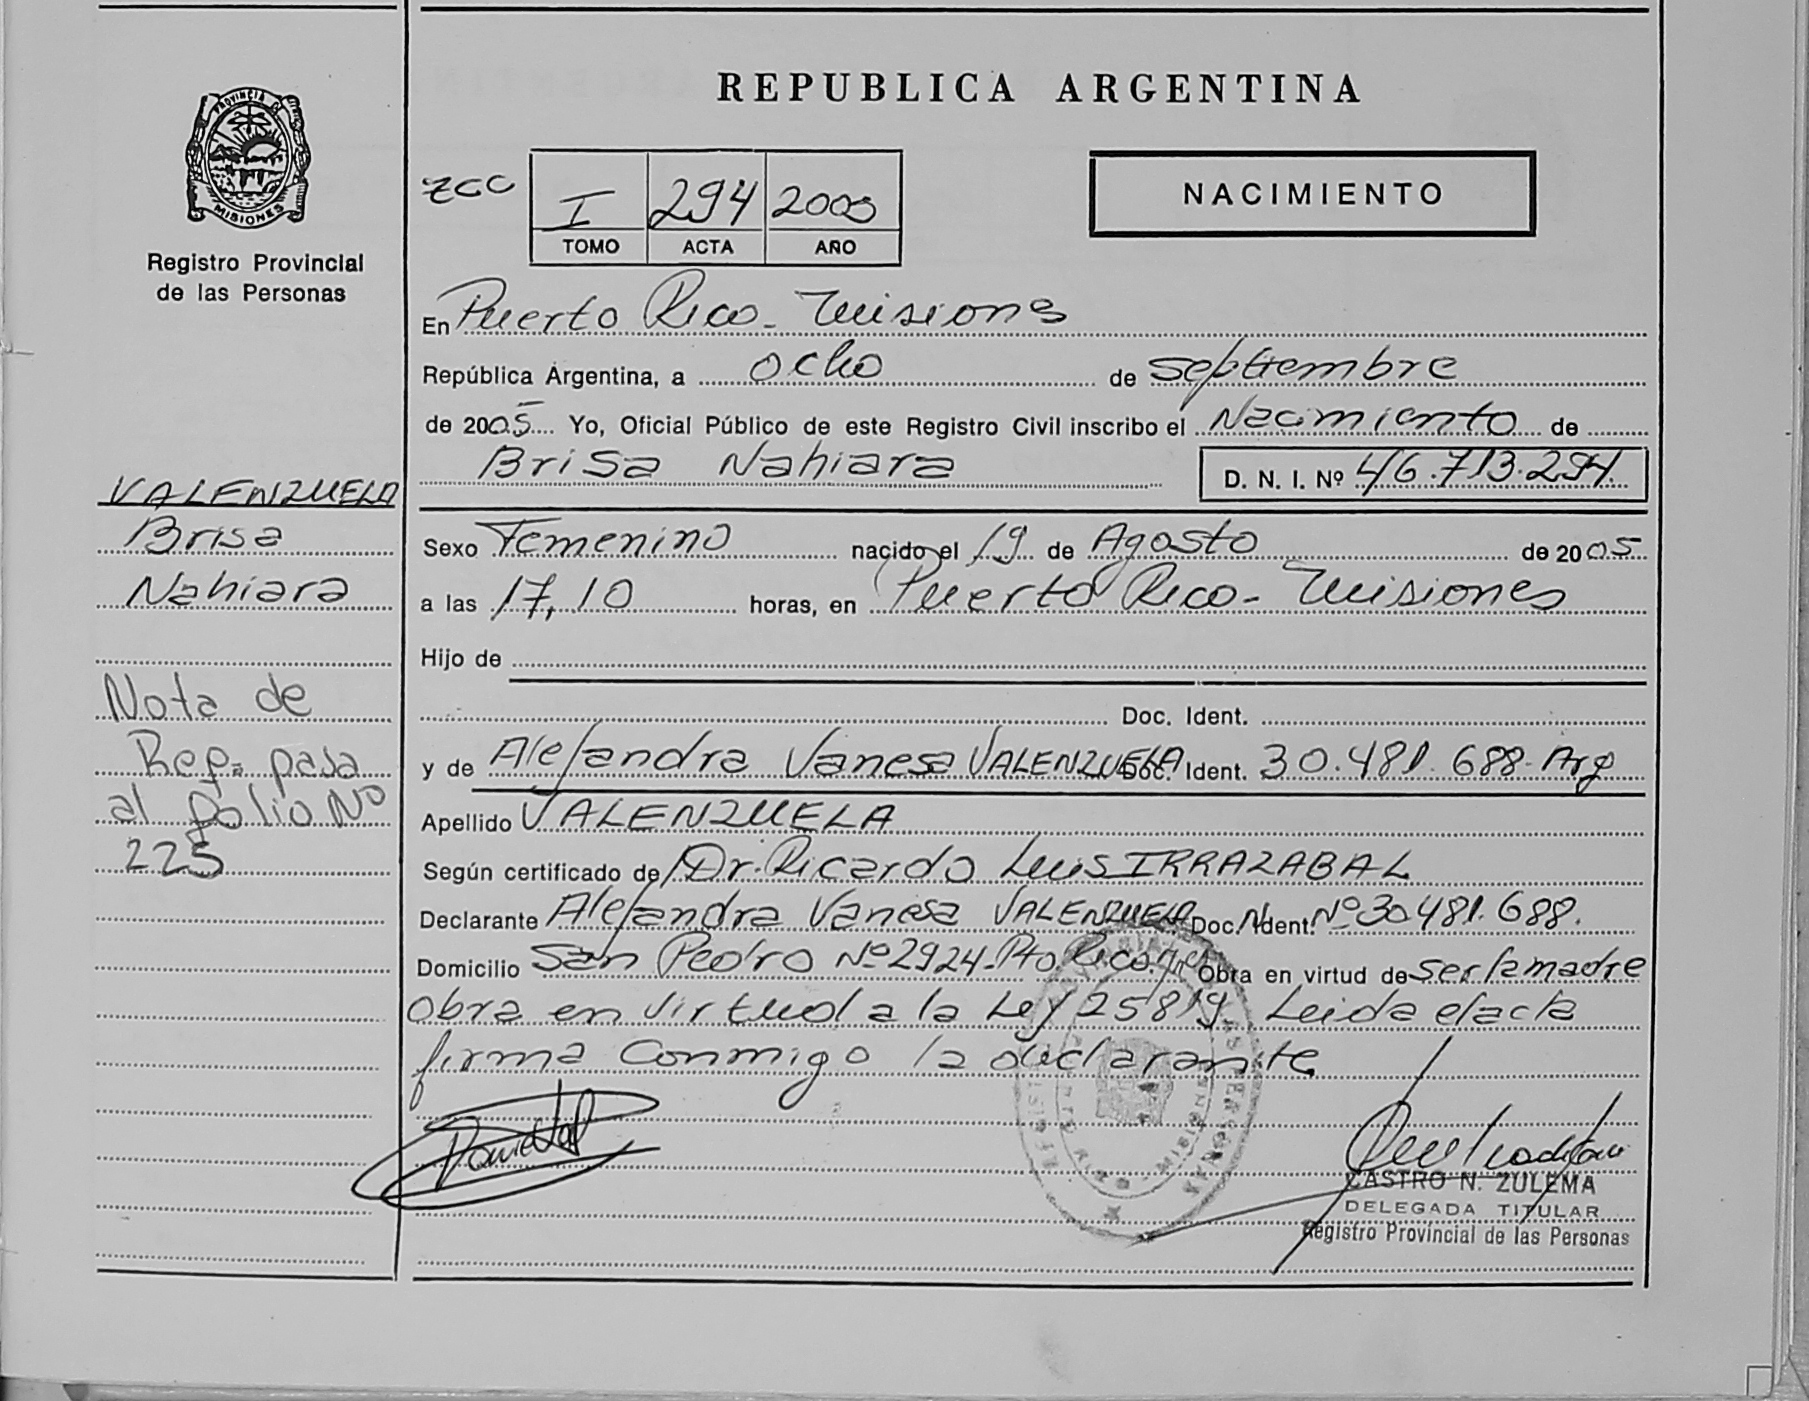 REPUBLICA ARGENTINA
PROVINCIA D
MISIONES
Registro Provincial
de las Personas
ZCC
I 294 2005
TOMO ACTA AÑO
NACIMIENTO
En Puerto Rico - Misiones
República Argentina, a ocho de septiembre
de 2005 Yo, Oficial Público de este Registro Civil inscribo el Nacimiento de
Brisa Nahiara D. N. I. Nº 46.713.294
VALENZUELA
Brisa
Nahiara
Sexo Femenino nacido el 19 de Agosto de 2005
a las 17,10 horas, en Puerto Rico - Misiones
Hijo de
Doc. Ident.
y de Alejandra Vanesa VALENZUELA Doc. Ident. 30.481.688 - Arg
Apellido VALENZUELA
Según certificado de Dr. Ricardo Luis IRRAZABAL
Declarante Alejandra Vanesa VALENZUELA Doc. N. Ident. Nº 30.481.688.
Domicilio San Pedro Nº 2924 - Pto Rico. Obra en virtud de ser la madre
Obra en virtud a la Ley 25819 - Leida el acta
firma conmigo la declarante
Nota de
Ref. pasa
al folio Nº
225
CASTRO N. ZULEMA
DELEGADA TITULAR
Registro Provincial de las Personas